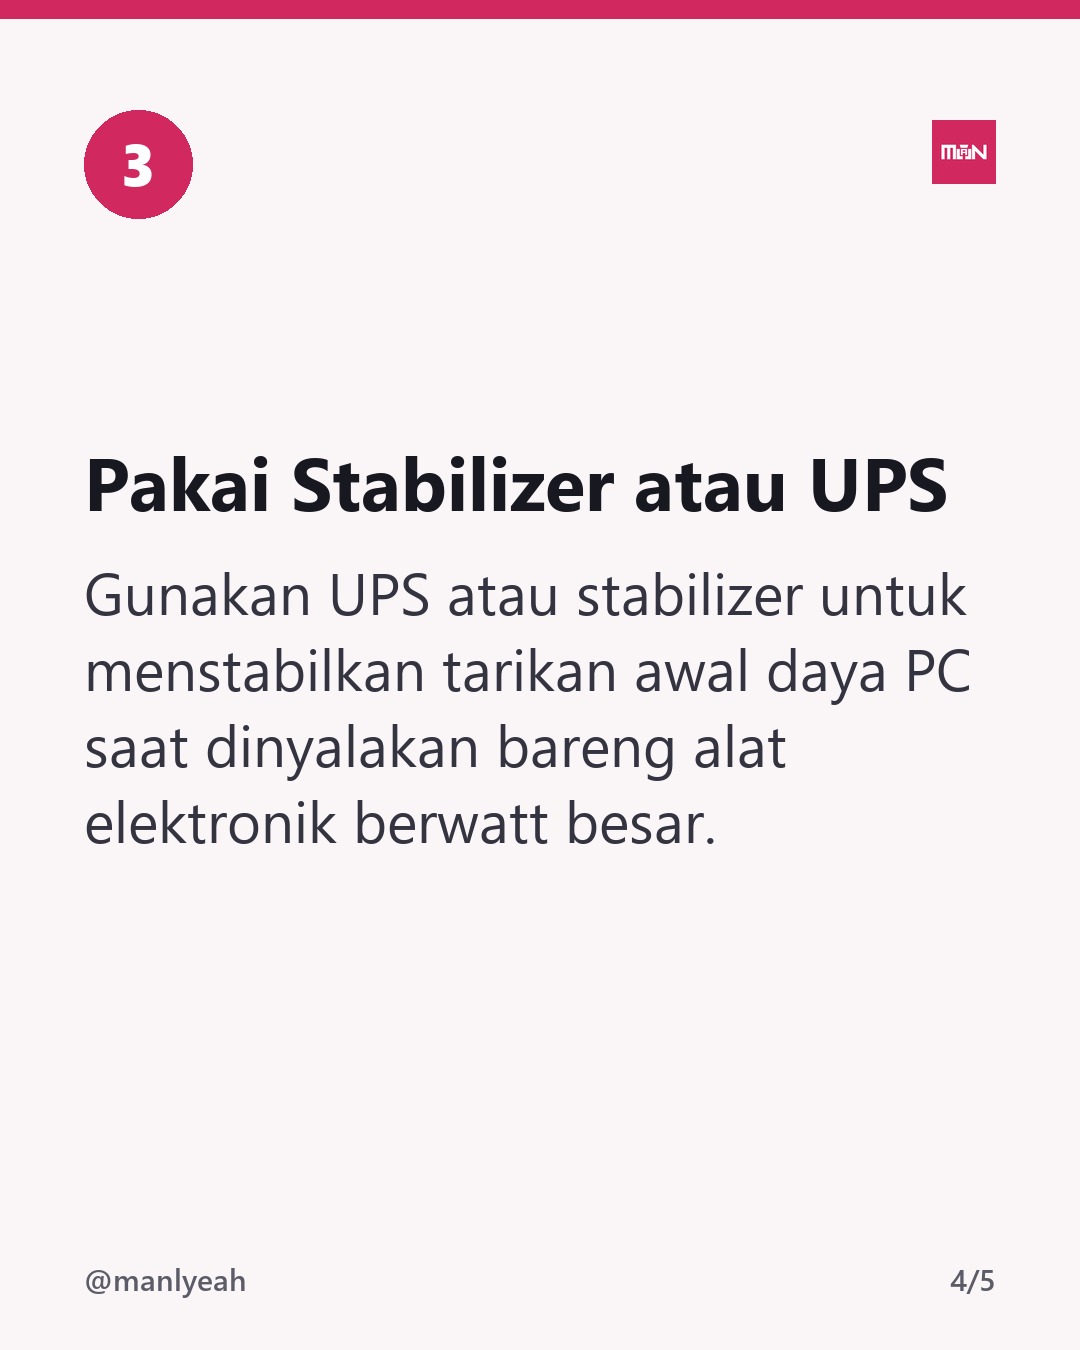 3
MAN
Pakai Stabilizer atau UPS
Gunakan UPS atau stabilizer untuk
menstabilkan tarikan awal daya PC
saat dinyalakan bareng alat
elektronik berwatt besar.
@manlyeah
4/5